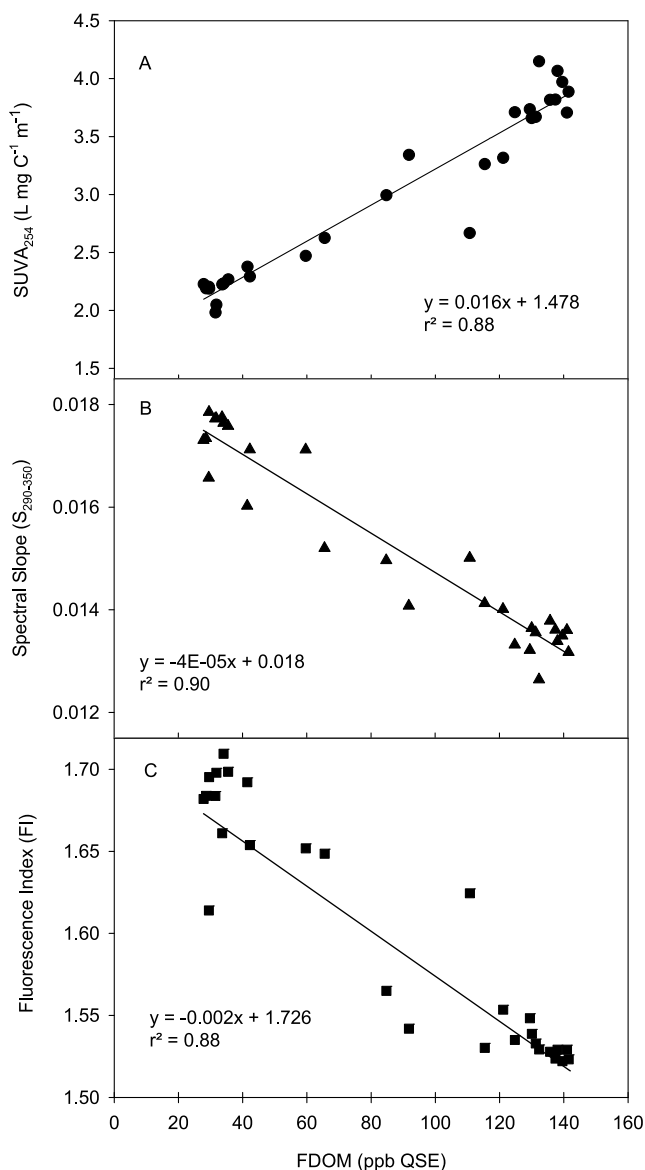 4.5
A
4.0
3.5
3.0
2.5
2.0
1.5
SUVA254 (L mg C-1 m-1)
y = 0.016x + 1.478
r² = 0.88
0.018
B
0.016
0.014
0.012
Spectral Slope (S290-350)
y = -4E-05x + 0.018
r² = 0.90
1.70
C
1.65
1.60
1.55
1.50
Fluorescence Index (FI)
y = -0.002x + 1.726
r² = 0.88
0 20 40 60 80 100 120 140 160
FDOM (ppb QSE)